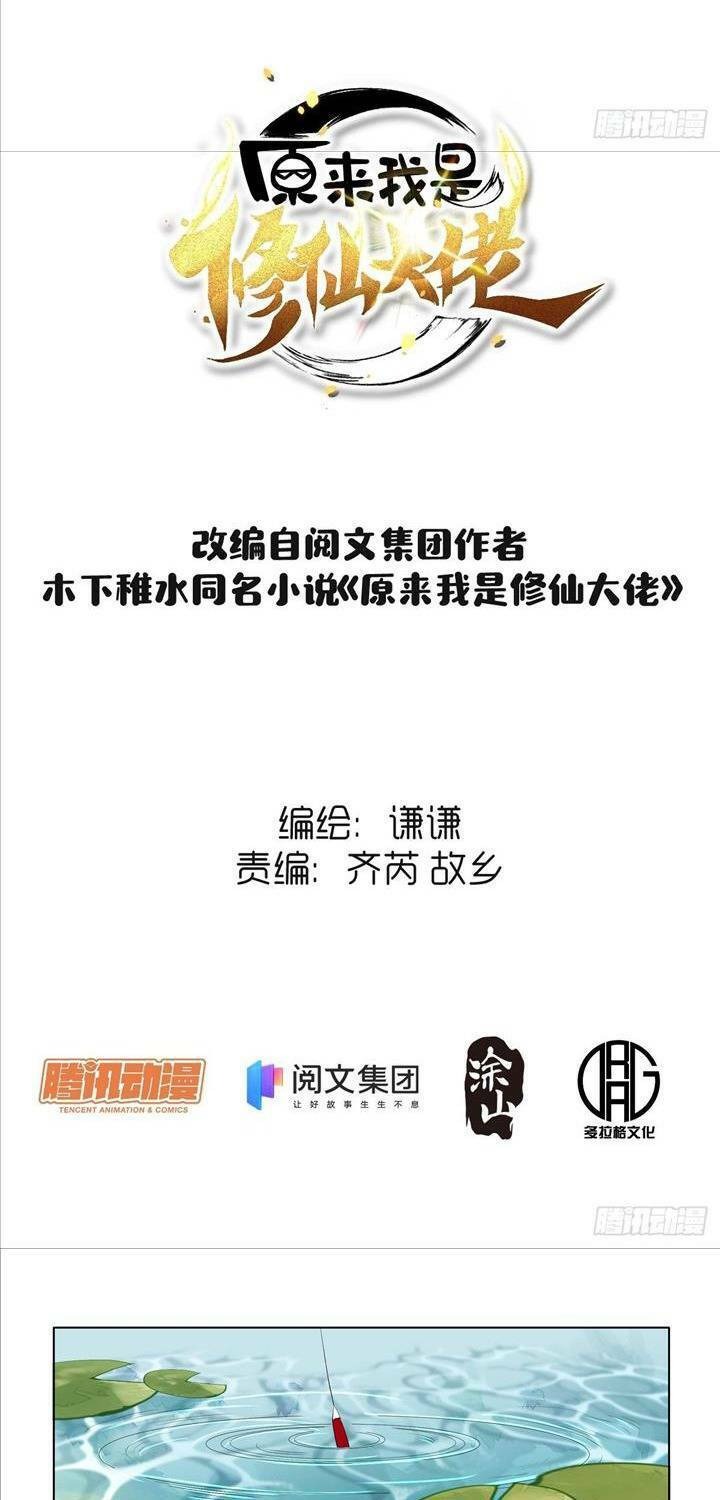 腾讯动漫
原来我是
修仙大佬
改编自阅文集团作者
木下稚水同名小说《原来我是修仙大佬》
编绘：谦谦
责编：齐芮 故乡
腾讯动漫
TENCENT ANIMATION & COMICS
阅文集团
让好故事生生不息
涂山
多拉格文化
腾讯动漫